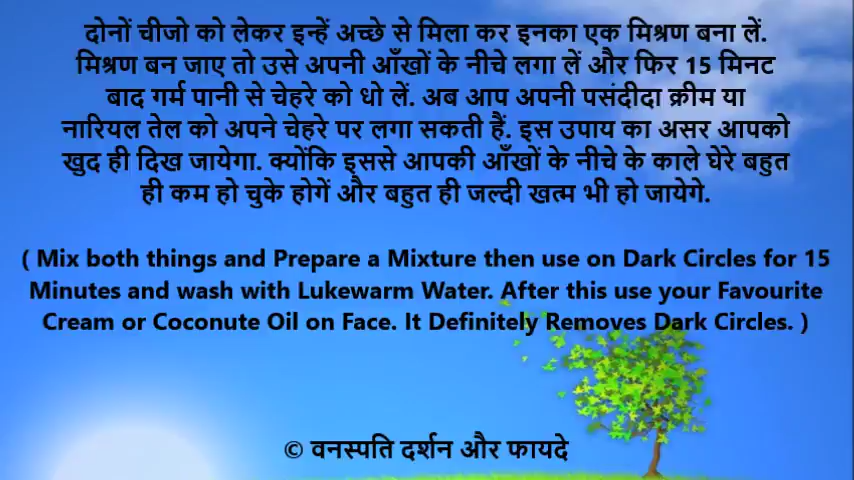 दोनों चीजो को लेकर इन्हें अच्छे से मिला कर इनका एक मिश्रण बना लें.
मिश्रण बन जाए तो उसे अपनी आँखों के नीचे लगा लें और फिर 15 मिनट
बाद गर्म पानी से चेहरे को धो लें. अब आप अपनी पसंदीदा क्रीम या
नारियल तेल को अपने चेहरे पर लगा सकती हैं. इस उपाय का असर आपको
खुद ही दिख जायेगा. क्योंकि इससे आपकी आँखों के नीचे के काले घेरे बहुत
ही कम हो चुके होगें और बहुत ही जल्दी खत्म भी हो जायेगे.
( Mix both things and Prepare a Mixture then use on Dark Circles for 15
Minutes and wash with Lukewarm Water. After this use your Favourite
Cream or Coconute Oil on Face. It Definitely Removes Dark Circles. )
© वनस्पति दर्शन और फायदे